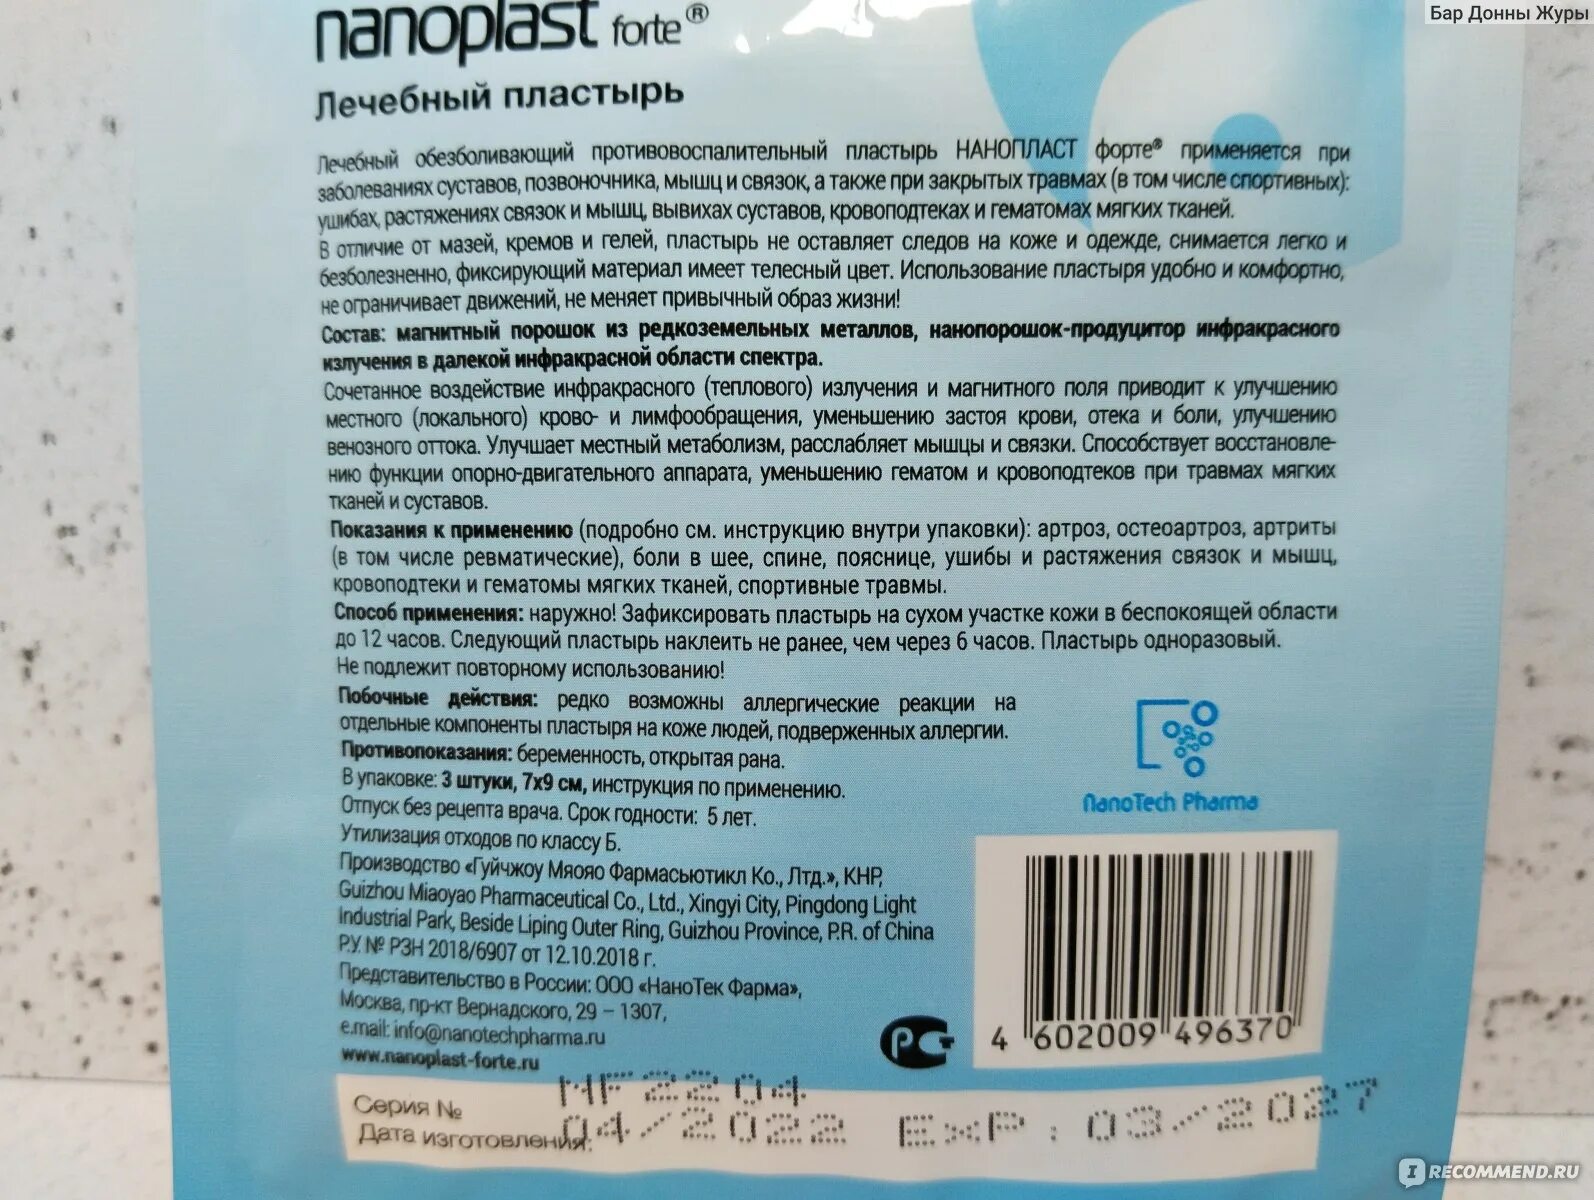 Бар Донны Журы
nanoplast forte®
Лечебный пластырь
Лечебный обезболивающий противовоспалительный пластырь НАНОПЛАСТ форте® применяется при
заболеваниях суставов, позвоночника, мышц и связок, а также при закрытых травмах (в том числе спортивных):
ушибах, растяжениях связок и мышц, вывихах суставов, кровоподтеках и гематомах мягких тканей.
В отличие от мазей, кремов и гелей, пластырь не оставляет следов на коже и одежде, снимается легко и
безболезненно, фиксирующий материал имеет телесный цвет. Использование пластыря удобно и комфортно,
не ограничивает движений, не меняет привычный образ жизни!
Состав: магнитный порошок из редкоземельных металлов, нанопорошок-продуцитор инфракрасного
излучения в далекой инфракрасной области спектра.
Сочетанное воздействие инфракрасного (теплового) излучения и магнитного поля приводит к улучшению
местного (локального) крово- и лимфообращения, уменьшению застоя крови, отека и боли, улучшению
венозного оттока. Улучшает местный метаболизм, расслабляет мышцы и связки. Способствует восстановле-
нию функции опорно-двигательного аппарата, уменьшению гематом и кровоподтеков при травмах мягких
тканей и суставов.
Показания к применению (подробно см. инструкцию внутри упаковки): артроз, остеоартроз, артриты
(в том числе ревматические), боли в шее, спине, пояснице, ушибы и растяжения связок и мышц,
кровоподтеки и гематомы мягких тканей, спортивные травмы.
Способ применения: наружно! Зафиксировать пластырь на сухом участке кожи в беспокоящей области
до 12 часов. Следующий пластырь наклеить не ранее, чем через 6 часов. Пластырь одноразовый.
Не подлежит повторному использованию!
Побочные действия: редко возможны аллергические реакции на
отдельные компоненты пластыря на коже людей, подверженных аллергии.
Противопоказания: беременность, открытая рана.
В упаковке: 3 штуки, 7х9 см, инструкция по применению.
Отпуск без рецепта врача. Срок годности: 5 лет.
Утилизация отходов по классу Б.
Производство «Гуйчжоу Мяояо Фармасьютикл Ко., Лтд.», КНР,
Guizhou Miaoyao Pharmaceutical Co., Ltd., Xingyi City, Pingdong Light
Industrial Park, Beside Liping Outer Ring, Guizhou Province, P.R. of China
Р.У. № РЗН 2018/6907 от 12.10.2018 г.
Представительство в России: ООО «НаноТек Фарма»,
Москва, пр-кт Вернадского, 29 – 1307,
e.mail: info@nanotechpharma.ru
www.nanoplast-forte.ru
NanoTech Pharma
РСТ
4 602009 496370
Серия № MF2204
Дата изготовления: 04/2022 EXP: 03/2027
IRECOMMEND.RU